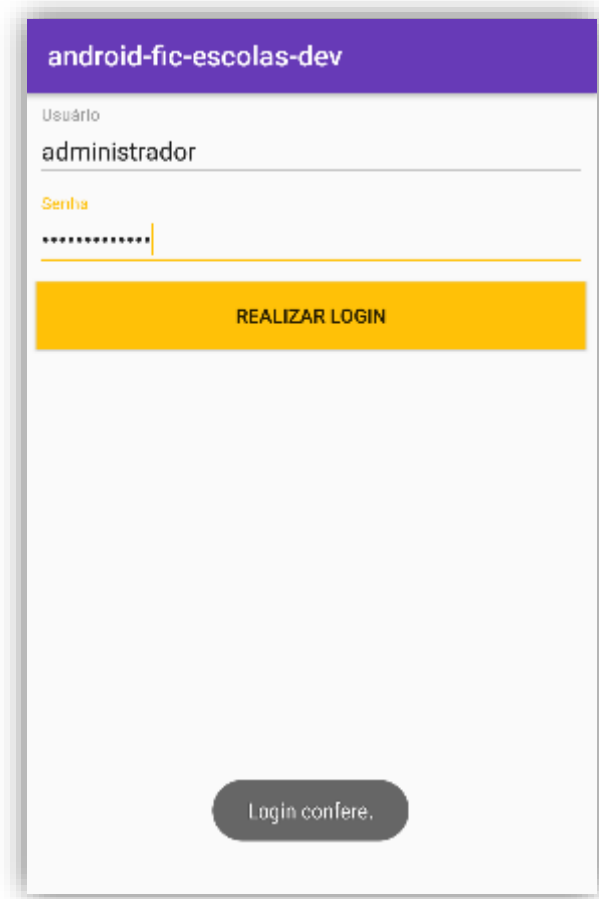 android-fic-escolas-dev
Usuário
administrador
Senha
•••••••••••••
REALIZAR LOGIN
Login confere.